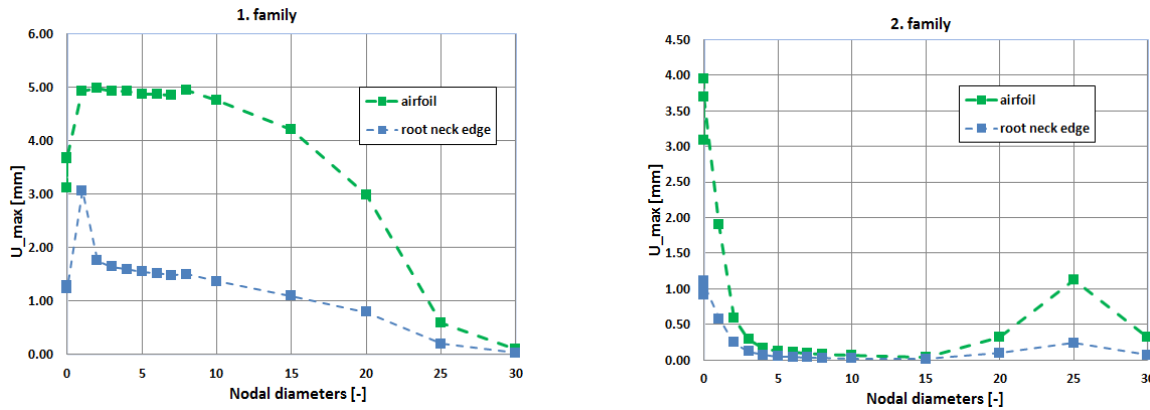 1. family
6.00
5.00
4.00
3.00
2.00
1.00
0.00
U_max [mm]
airfoil
root neck edge
0 5 10 15 20 25 30
Nodal diameters [-]
2. family
4.50
4.00
3.50
3.00
2.50
2.00
1.50
1.00
0.50
0.00
U_max [mm]
airfoil
root neck edge
0 5 10 15 20 25 30
Nodal diameters [-]